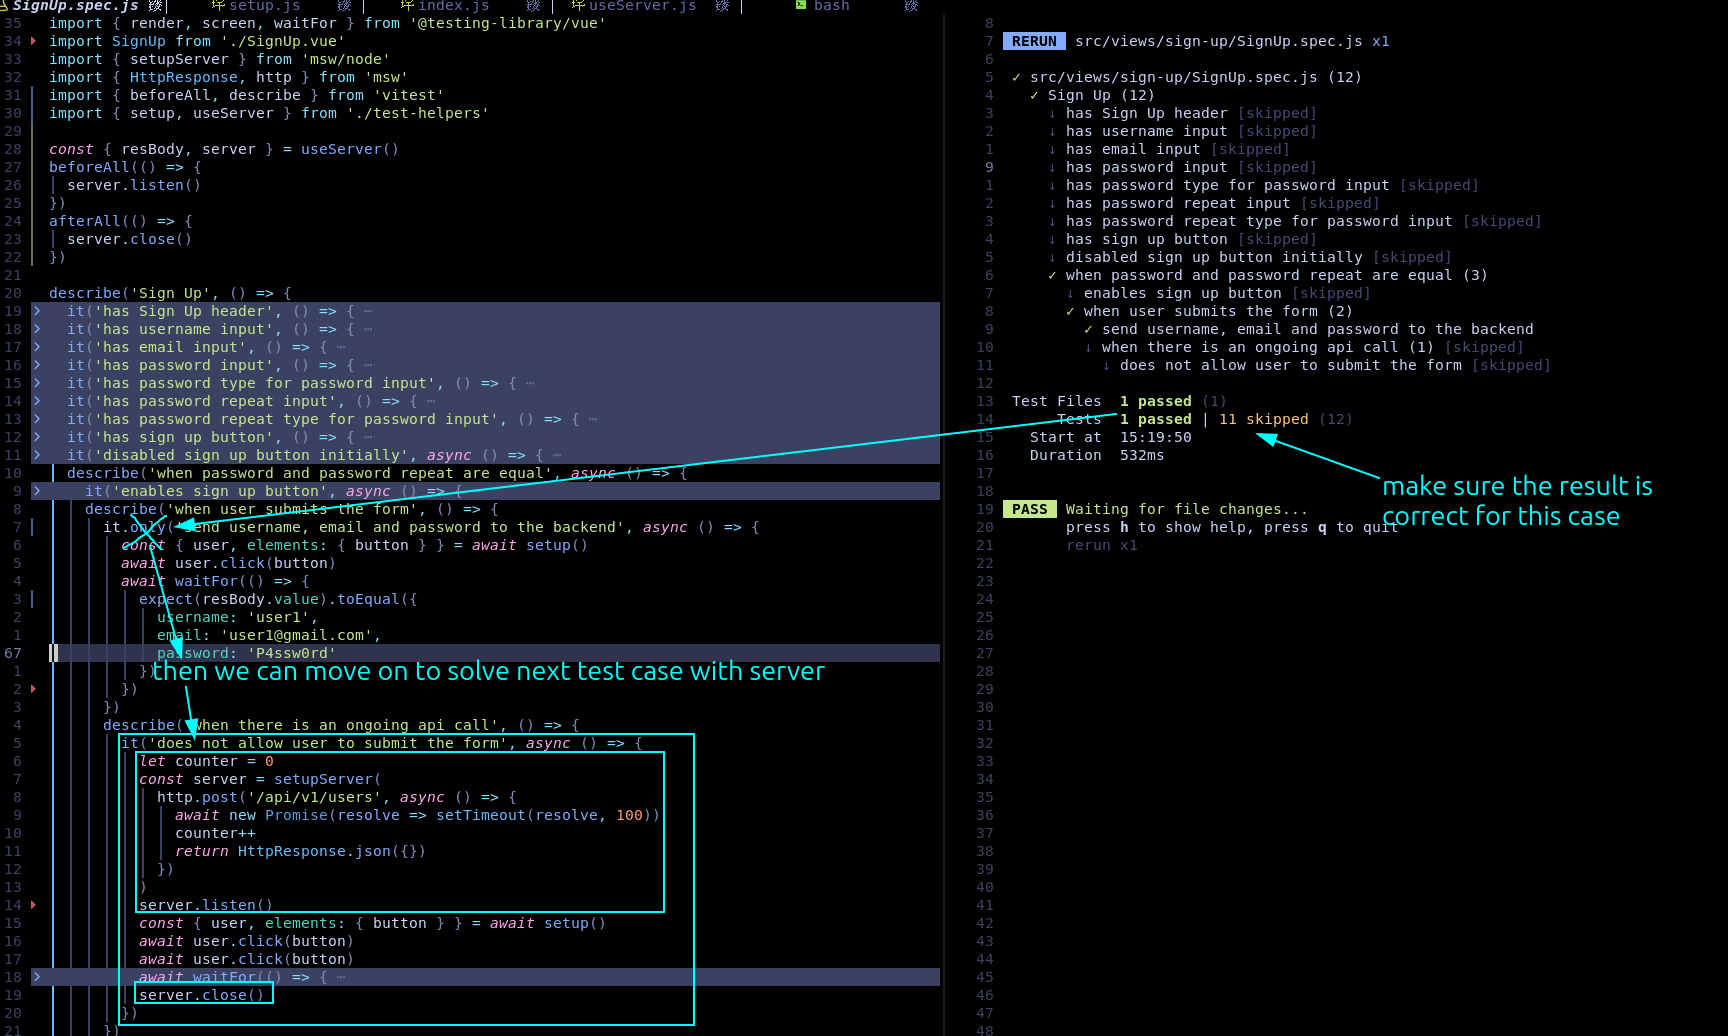 SignUp.spec.js setup.js index.js useServer.js bash
35 import { render, screen, waitFor } from '@testing-library/vue'
34 import SignUp from './SignUp.vue'
33 import { setupServer } from 'msw/node'
32 import { HttpResponse, http } from 'msw'
31 import { beforeAll, describe } from 'vitest'
30 import { setup, useServer } from './test-helpers'
29
28 const { resBody, server } = useServer()
27 beforeAll(() => {
26 server.listen()
25 })
24 afterAll(() => {
23 server.close()
22 })
21
20 describe('Sign Up', () => {
19 it('has Sign Up header', () => { ⋯
18 it('has username input', () => { ⋯
17 it('has email input', () => { ⋯
16 it('has password input', () => { ⋯
15 it('has password type for password input', () => { ⋯
14 it('has password repeat input', () => { ⋯
13 it('has password repeat type for password input', () => { ⋯
12 it('has sign up button', () => { ⋯
11 it('disabled sign up button initially', async () => { ⋯
10 describe('when password and password repeat are equal', async () => {
9 it('enables sign up button', async () => { ⋯
8 describe('when user submits the form', () => {
7 it.only('send username, email and password to the backend', async () => {
6 const { user, elements: { button } } = await setup()
5 await user.click(button)
4 await waitFor(() => {
3 expect(resBody.value).toEqual({
2 username: 'user1',
1 email: 'user1@gmail.com',
67 password: 'P4ssw0rd'
1 })
then we can move on to solve next test case with server
2 })
3 })
4 describe('when there is an ongoing api call', () => {
5 it('does not allow user to submit the form', async () => {
6 let counter = 0
7 const server = setupServer(
8 http.post('/api/v1/users', async () => {
9 await new Promise(resolve => setTimeout(resolve, 100))
10 counter++
11 return HttpResponse.json({})
12 })
13 )
14 server.listen()
15 const { user, elements: { button } } = await setup()
16 await user.click(button)
17 await user.click(button)
18 await waitFor(() => { ⋯
19 server.close()
20 })
21 })
8
7 RERUN src/views/sign-up/SignUp.spec.js x1
6
5 ✓ src/views/sign-up/SignUp.spec.js (12)
4 ✓ Sign Up (12)
3 ↓ has Sign Up header [skipped]
2 ↓ has username input [skipped]
1 ↓ has email input [skipped]
9 ↓ has password input [skipped]
1 ↓ has password type for password input [skipped]
2 ↓ has password repeat input [skipped]
3 ↓ has password repeat type for password input [skipped]
4 ↓ has sign up button [skipped]
5 ↓ disabled sign up button initially [skipped]
6 ✓ when password and password repeat are equal (3)
7 ↓ enables sign up button [skipped]
8 ✓ when user submits the form (2)
9 ✓ send username, email and password to the backend
10 ↓ when there is an ongoing api call (1) [skipped]
11 ↓ does not allow user to submit the form [skipped]
12
13 Test Files 1 passed (1)
14 Tests 1 passed | 11 skipped (12)
15 Start at 15:19:50
16 Duration 532ms
17
18
make sure the result is
correct for this case
19 PASS Waiting for file changes...
20 press h to show help, press q to quit
21 rerun x1
22
23
24
25
26
27
28
29
30
31
32
33
34
35
36
37
38
39
40
41
42
43
44
45
46
47
48